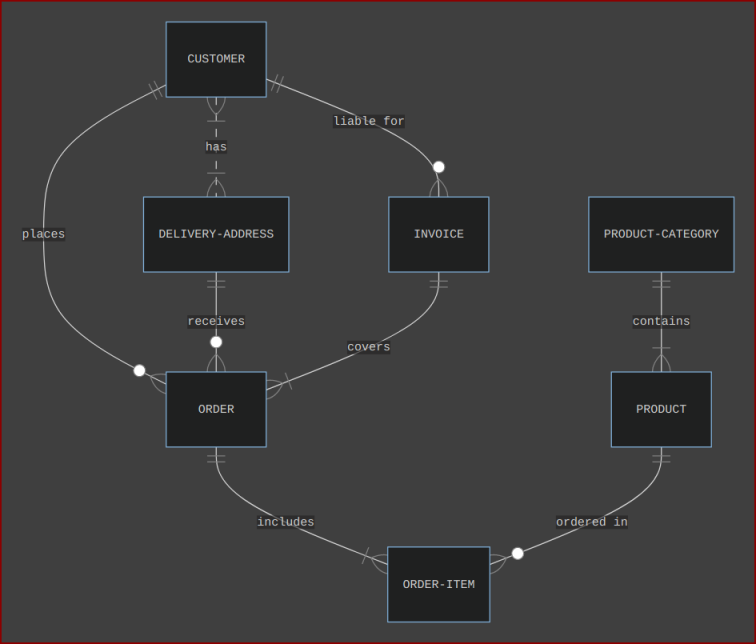 CUSTOMER
liable for
has
places
DELIVERY-ADDRESS
INVOICE
PRODUCT-CATEGORY
receives
contains
covers
ORDER
PRODUCT
includes
ordered in
ORDER-ITEM